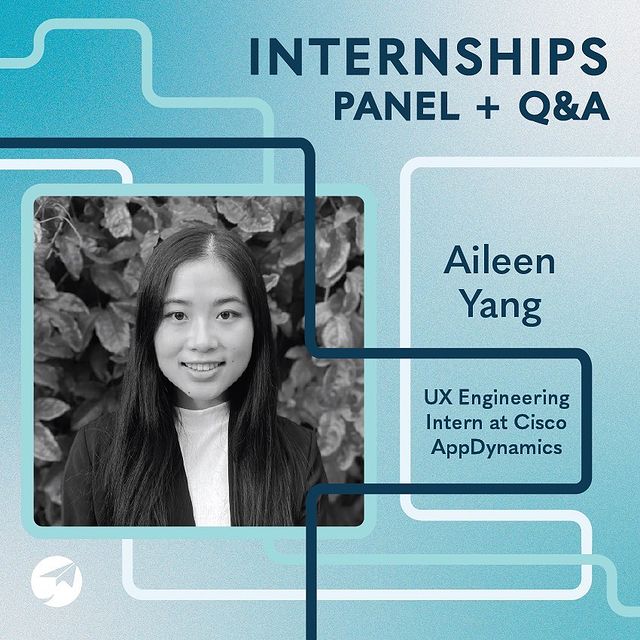 INTERNSHIPS
PANEL + Q&A
Aileen
Yang
UX Engineering
Intern at Cisco
AppDynamics